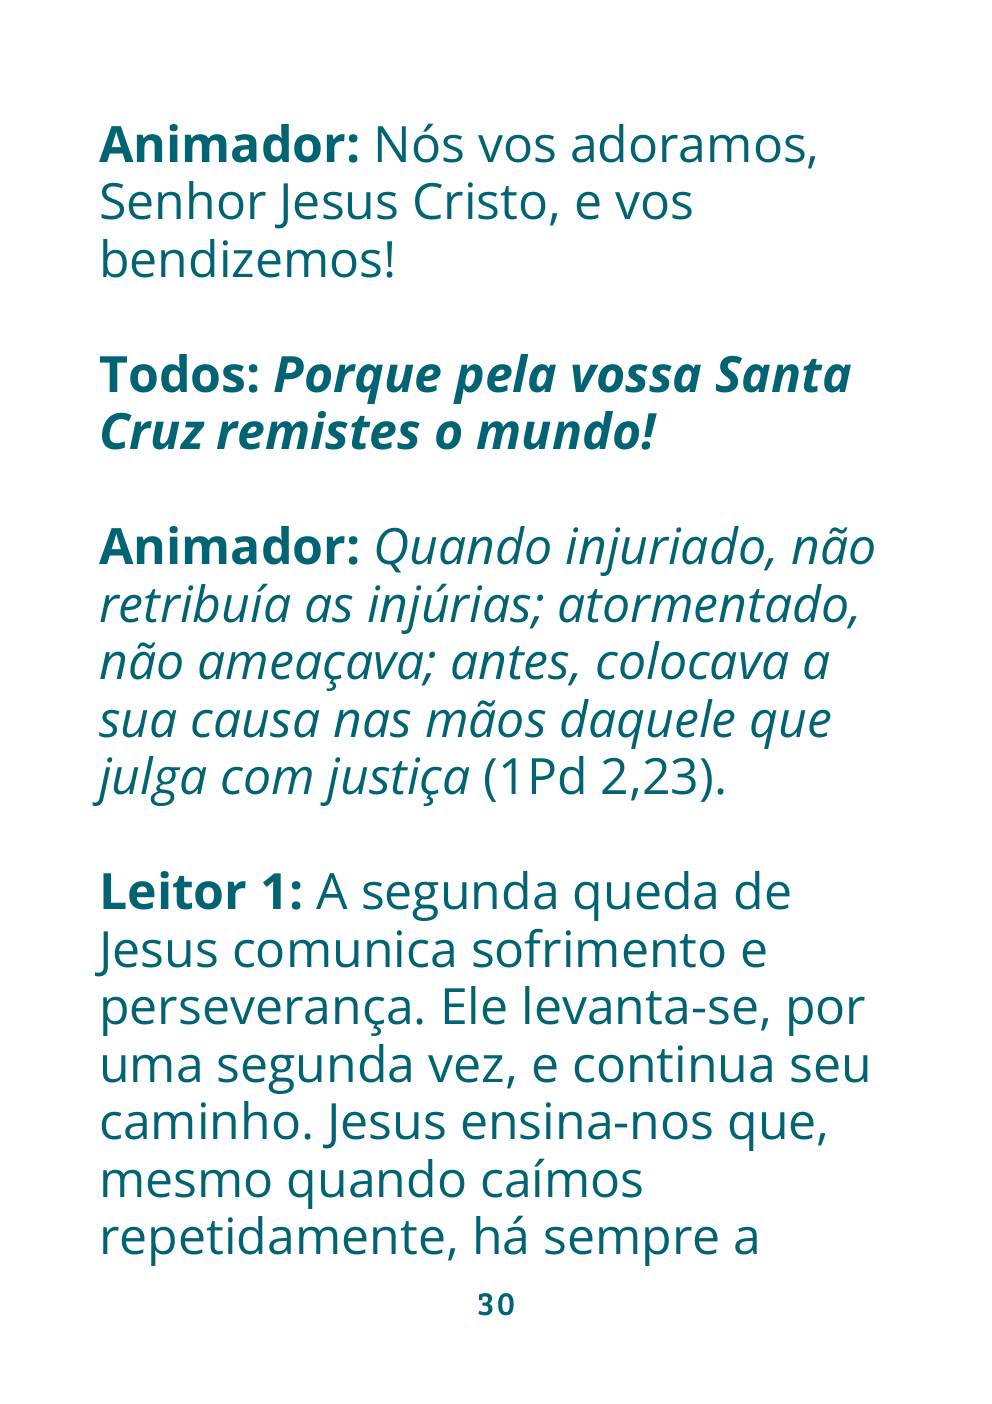 Animador: Nós vos adoramos,
Senhor Jesus Cristo, e vos
bendizemos!
Todos: Porque pela vossa Santa
Cruz remistes o mundo!
Animador: Quando injuriado, não
retribuía as injúrias; atormentado,
não ameaçava; antes, colocava a
sua causa nas mãos daquele que
julga com justiça (1Pd 2,23).
Leitor 1: A segunda queda de
Jesus comunica sofrimento e
perseverança. Ele levanta-se, por
uma segunda vez, e continua seu
caminho. Jesus ensina-nos que,
mesmo quando caímos
repetidamente, há sempre a
30